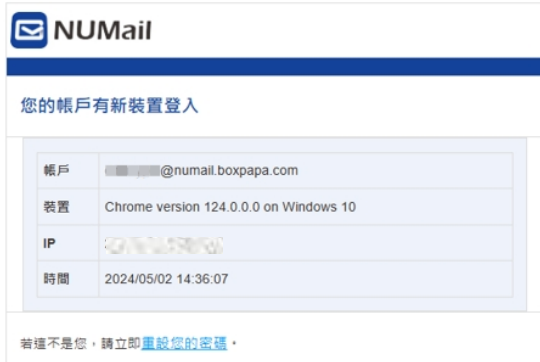 NUMail
您的帳戶有新裝置登入
帳戶 @numail.boxpapa.com
裝置 Chrome version 124.0.0.0 on Windows 10
IP
時間 2024/05/02 14:36:07
若這不是您，請立即重設您的密碼。